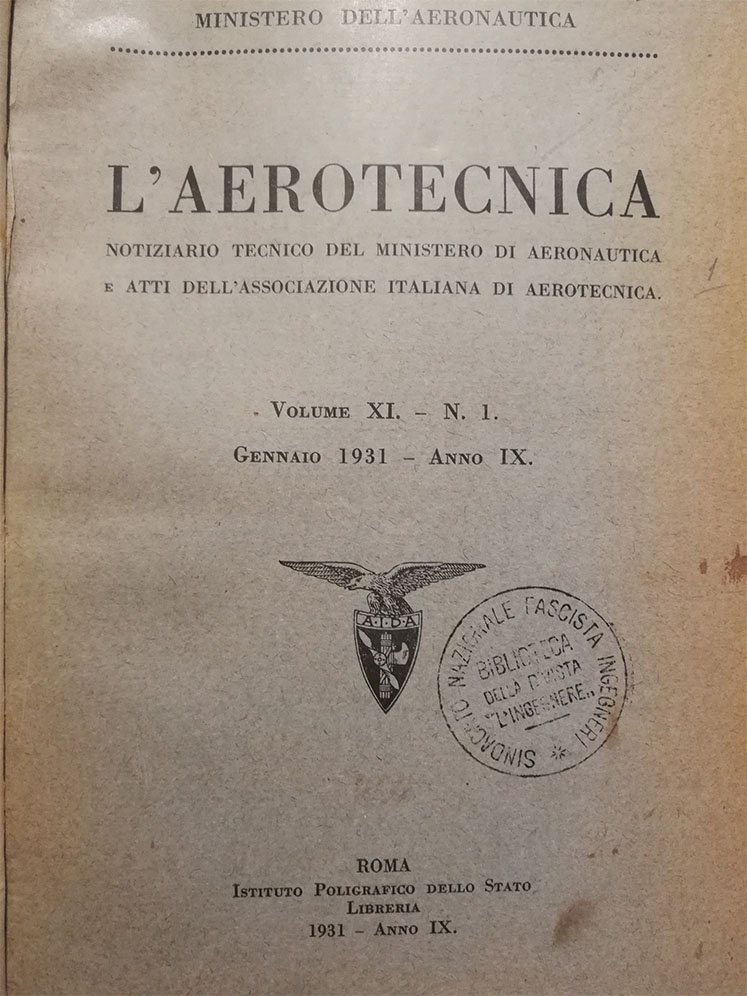 MINISTERO DELL'AERONAUTICA
L'AEROTECNICA
NOTIZIARIO TECNICO DEL MINISTERO DI AERONAUTICA
E ATTI DELL'ASSOCIAZIONE ITALIANA DI AEROTECNICA.
1
VOLUME XI. – N. 1.
GENNAIO 1931 – ANNO IX.
A·I·D·A
SINDACATO NAZIONALE FASCISTA INGEGNERI
BIBLIOTECA
DELLA RIVISTA
"L'INGEGNERE"
ROMA
ISTITUTO POLIGRAFICO DELLO STATO
LIBRERIA
1931 – ANNO IX.